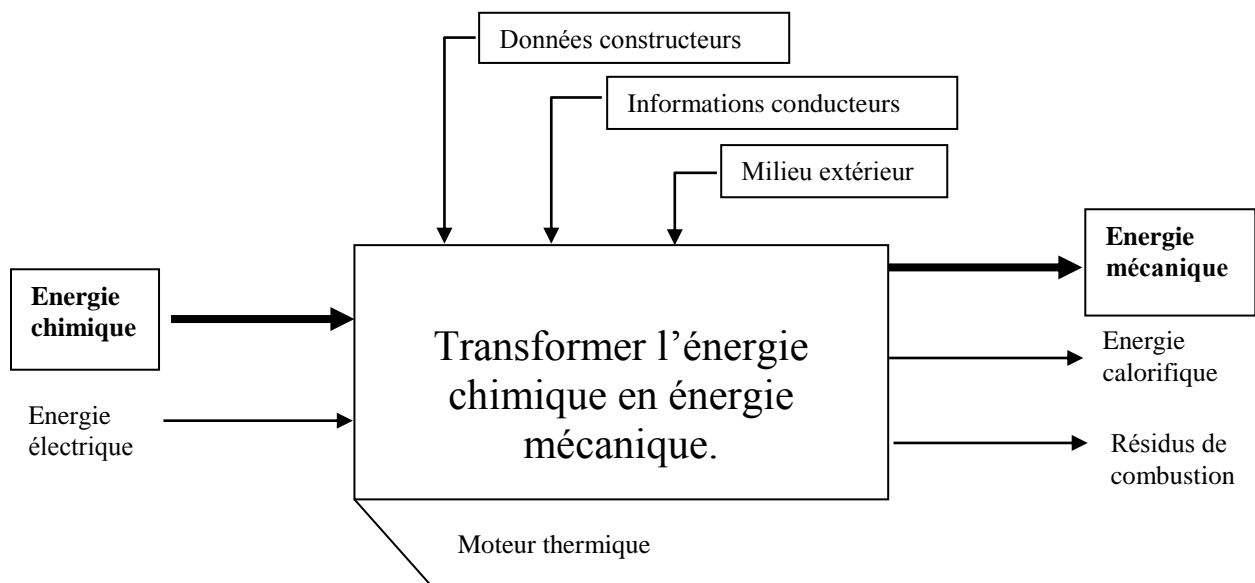 Données constructeurs
Informations conducteurs
Milieu extérieur
Energie
mécanique
Energie
chimique
Transformer l’énergie
chimique en énergie
mécanique.
Energie
calorifique
Energie
électrique
Résidus de
combustion
Moteur thermique